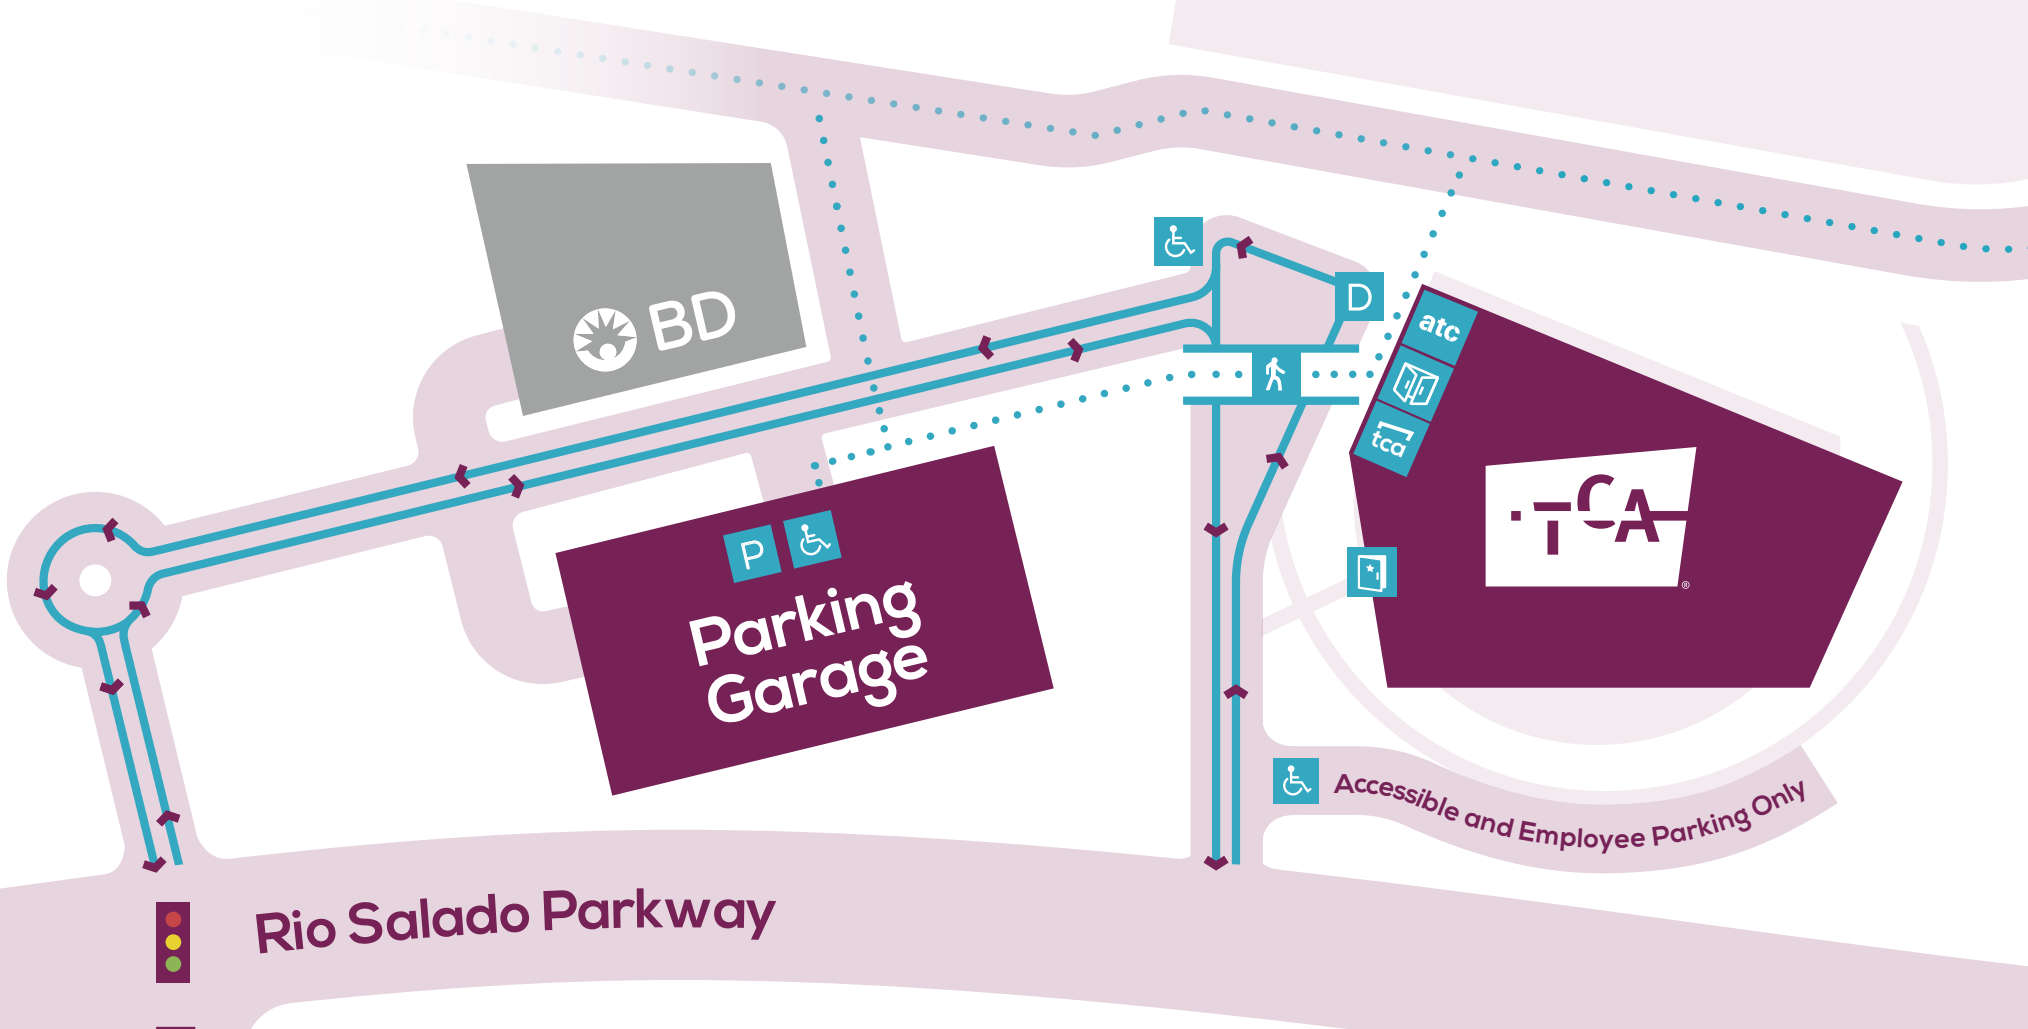 BD
D
atc
tca
TCA
®
P
Parking
Garage
Accessible and Employee Parking Only
Rio Salado Parkway